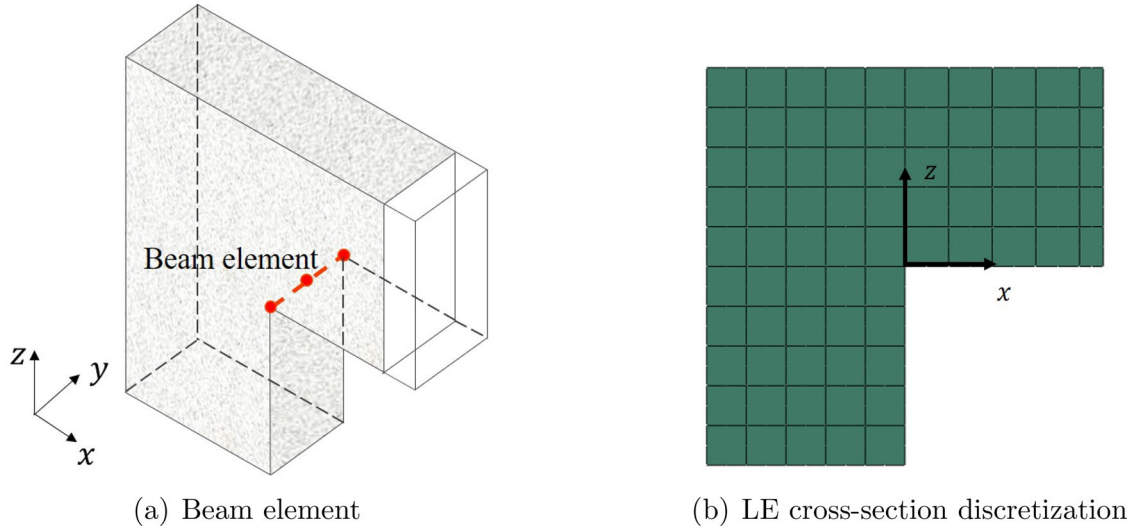 Beam element
z
y
x
z
x
(a) Beam element
(b) LE cross-section discretization